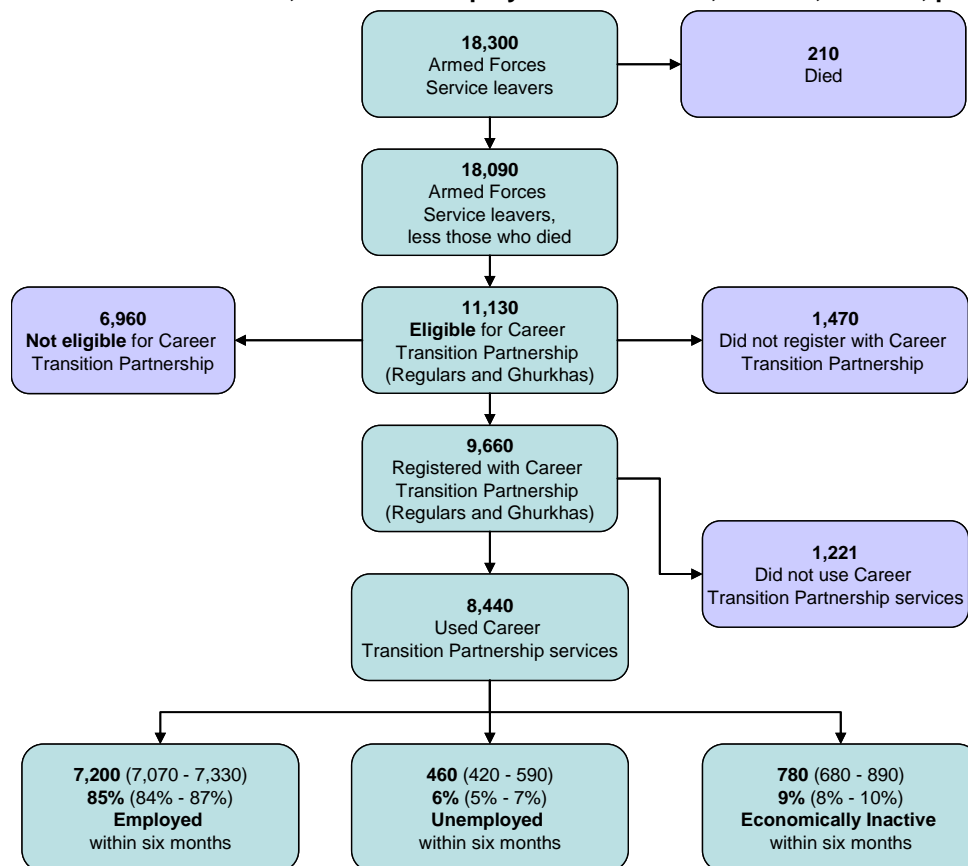 18,300
Armed Forces
Service leavers
210
Died
18,090
Armed Forces
Service leavers,
less those who died
6,960
Not eligible for Career
Transition Partnership
11,130
Eligible for Career
Transition Partnership
(Regulars and Ghurkhas)
1,470
Did not register with Career
Transition Partnership
9,660
Registered with Career
Transition Partnership
(Regulars and Ghurkhas)
1,221
Did not use Career
Transition Partnership services
8,440
Used Career
Transition Partnership services
7,200 (7,070 - 7,330)
85% (84% - 87%)
Employed
within six months
460 (420 - 590)
6% (5% - 7%)
Unemployed
within six months
780 (680 - 890)
9% (8% - 10%)
Economically Inactive
within six months